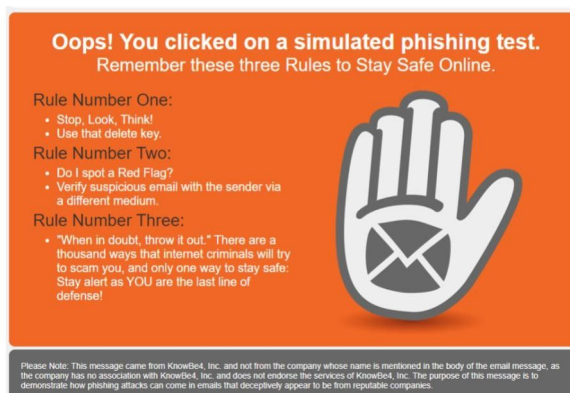 Oops! You clicked on a simulated phishing test.
Remember these three Rules to Stay Safe Online.
Rule Number One:
• Stop, Look, Think!
• Use that delete key.
Rule Number Two:
• Do I spot a Red Flag?
• Verify suspicious email with the sender via
a different medium.
Rule Number Three:
• "When in doubt, throw it out." There are a
thousand ways that internet criminals will try
to scam you, and only one way to stay safe:
Stay alert as YOU are the last line of
defense!
Please Note: This message came from KnowBe4, Inc. and not from the company whose name is mentioned in the body of the email message, as
the company has no association with KnowBe4, Inc. and does not endorse the services of KnowBe4, Inc. The purpose of this message is to
demonstrate how phishing attacks can come in emails that deceptively appear to be from reputable companies.